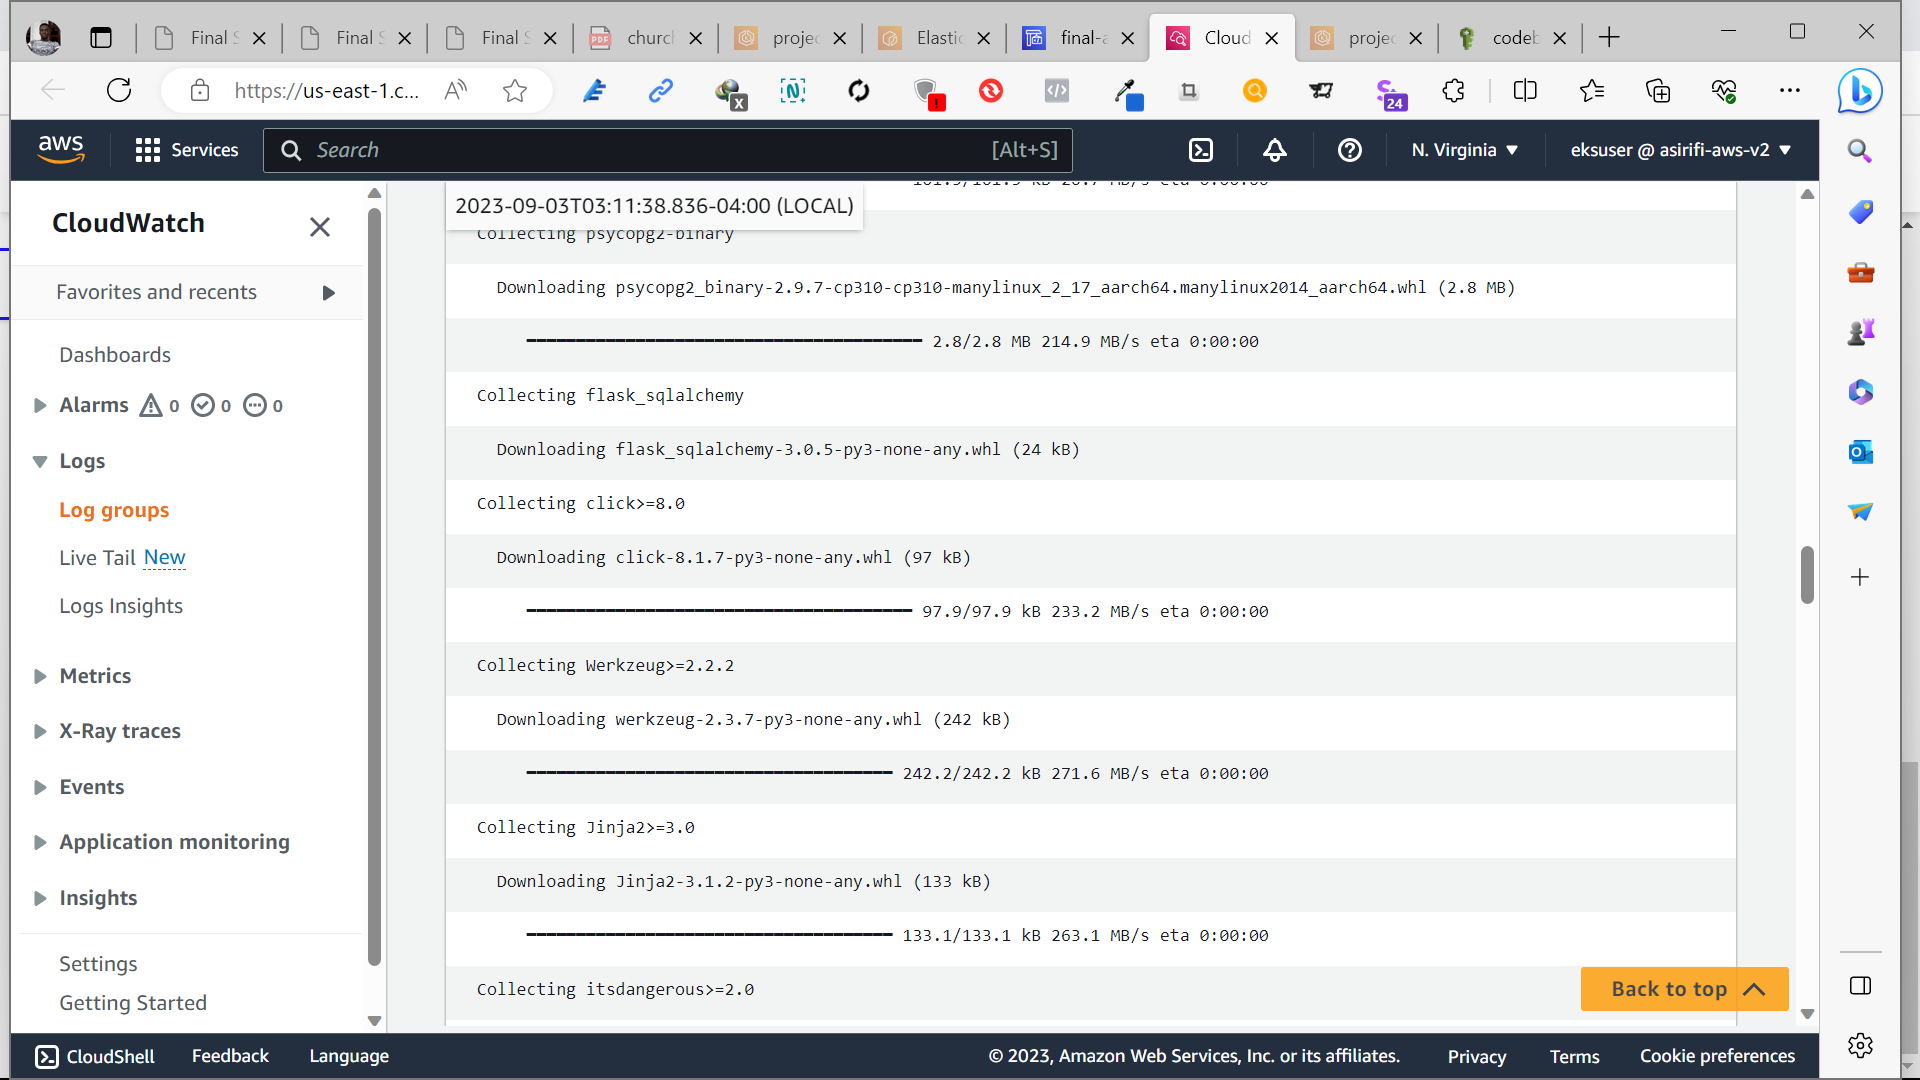 Final S
Final S
Final S
church
projec
Elastic
final-a
Cloud
projec
codeb
https://us-east-1.c...
24
aws
Services
Search
[Alt+S]
N. Virginia
eksuser @ asirifi-aws-v2
CloudWatch
Favorites and recents
Dashboards
Alarms 0 0 0
Logs
Log groups
Live Tail New
Logs Insights
Metrics
X-Ray traces
Events
Application monitoring
Insights
Settings
Getting Started
2023-09-03T03:11:38.836-04:00 (LOCAL)
Collecting psycopg2-binary
Downloading psycopg2_binary-2.9.7-cp310-cp310-manylinux_2_17_aarch64.manylinux2014_aarch64.whl (2.8 MB)
2.8/2.8 MB 214.9 MB/s eta 0:00:00
Collecting flask_sqlalchemy
Downloading flask_sqlalchemy-3.0.5-py3-none-any.whl (24 kB)
Collecting click>=8.0
Downloading click-8.1.7-py3-none-any.whl (97 kB)
97.9/97.9 kB 233.2 MB/s eta 0:00:00
Collecting Werkzeug>=2.2.2
Downloading werkzeug-2.3.7-py3-none-any.whl (242 kB)
242.2/242.2 kB 271.6 MB/s eta 0:00:00
Collecting Jinja2>=3.0
Downloading Jinja2-3.1.2-py3-none-any.whl (133 kB)
133.1/133.1 kB 263.1 MB/s eta 0:00:00
Collecting itsdangerous>=2.0
Back to top
CloudShell
Feedback
Language
© 2023, Amazon Web Services, Inc. or its affiliates.
Privacy
Terms
Cookie preferences